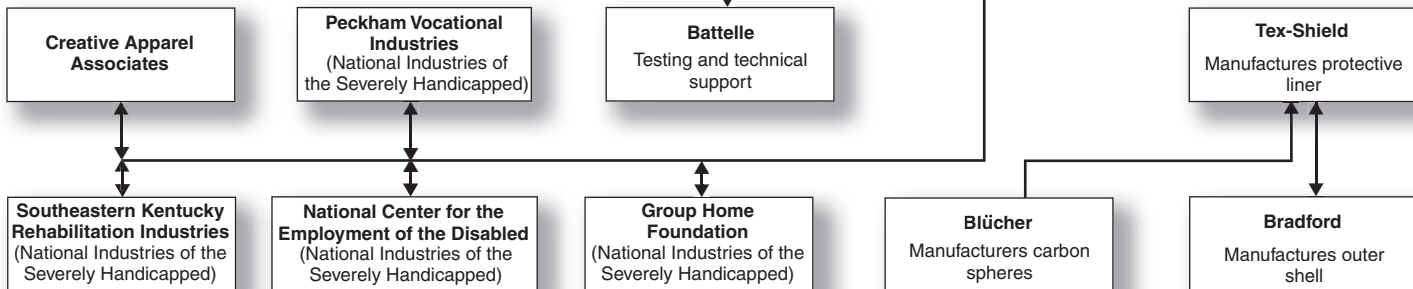 Creative Apparel
Associates
Peckham Vocational
Industries
(National Industries of
the Severely Handicapped)
Battelle
Testing and technical
support
Tex-Shield
Manufactures protective
liner
Southeastern Kentucky
Rehabilitation Industries
(National Industries of the
Severely Handicapped)
National Center for the
Employment of the Disabled
(National Industries of the
Severely Handicapped)
Group Home
Foundation
(National Industries of the
Severely Handicapped)
Blücher
Manufacturers carbon
spheres
Bradford
Manufactures outer
shell